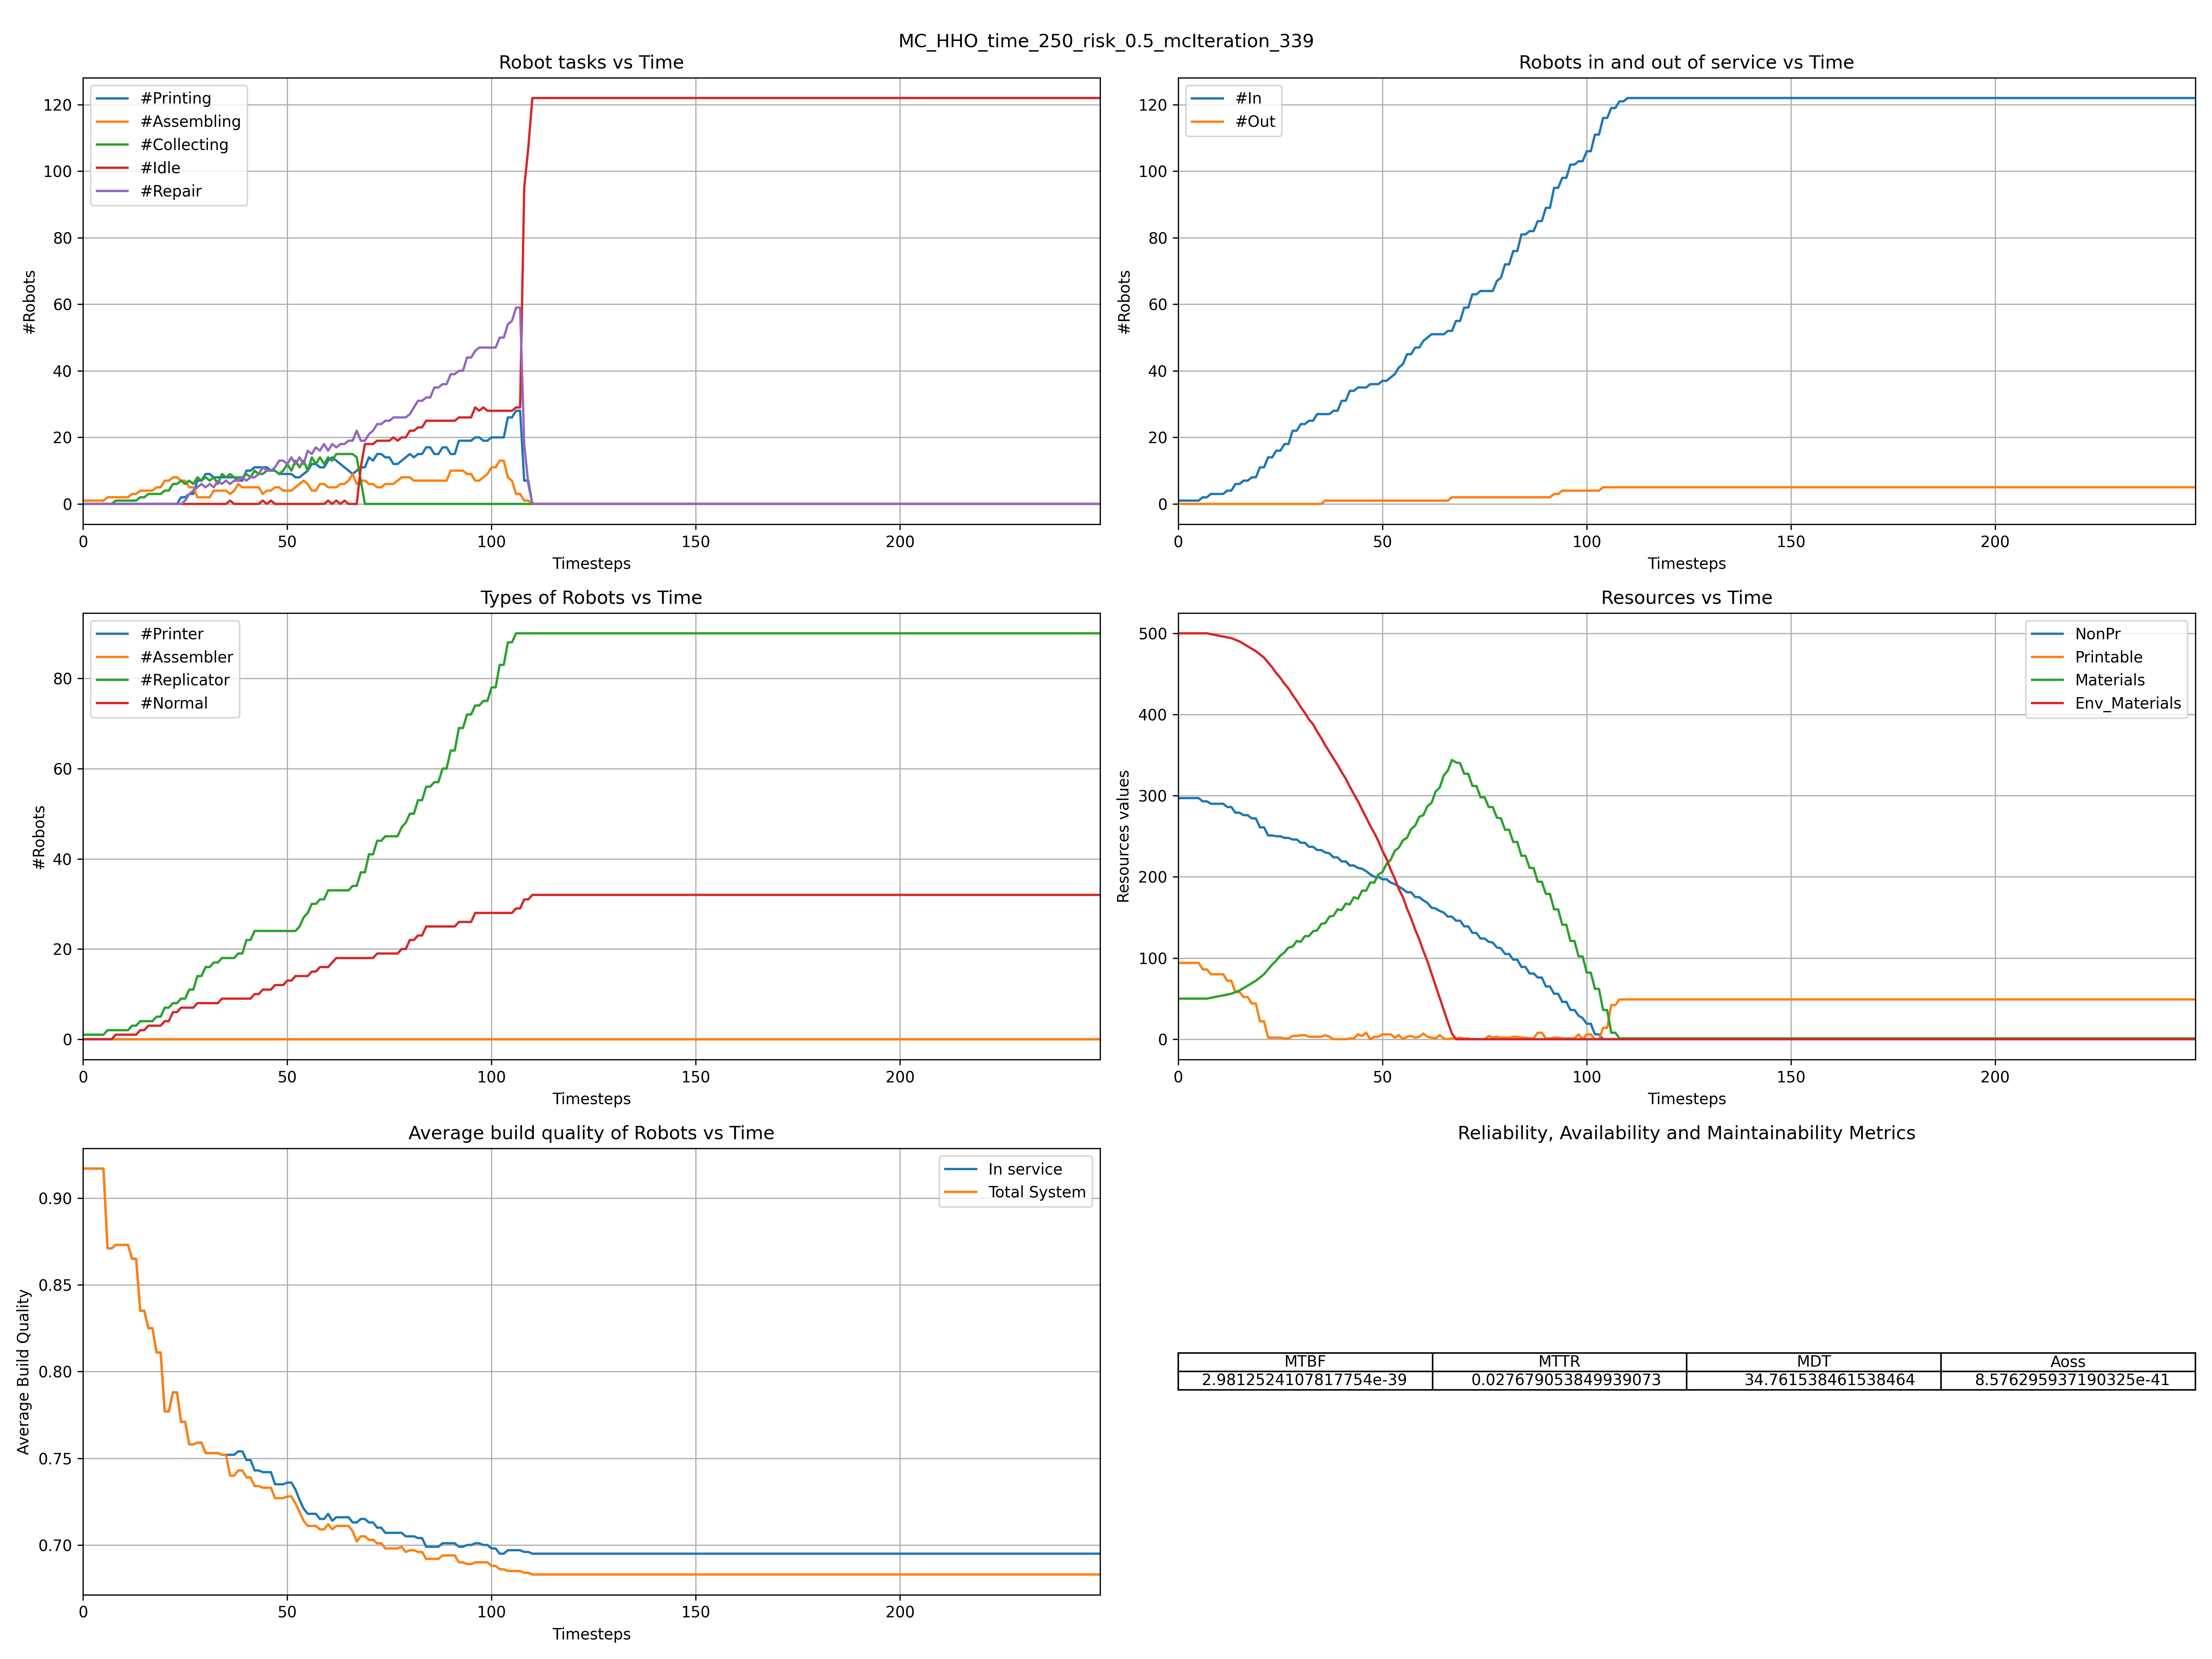 MC_HHO_time_250_risk_0.5_mcIteration_339
Robot tasks vs Time
#Printing
#Assembling
#Collecting
#Idle
#Repair
#Robots
0
20
40
60
80
100
120
0 50 100 150 200
Timesteps
Robots in and out of service vs Time
#In
#Out
#Robots
0
20
40
60
80
100
120
0 50 100 150 200
Timesteps
Types of Robots vs Time
#Printer
#Assembler
#Replicator
#Normal
#Robots
0
20
40
60
80
0 50 100 150 200
Timesteps
Resources vs Time
NonPr
Printable
Materials
Env_Materials
Resources values
0
100
200
300
400
500
0 50 100 150 200
Timesteps
Average build quality of Robots vs Time
In service
Total System
Average Build Quality
0.70
0.75
0.80
0.85
0.90
0 50 100 150 200
Timesteps
Reliability, Availability and Maintainability Metrics
MTBF MTTR MDT Aoss
2.9812524107817754e-39 0.027679053849939073 34.761538461538464 8.576295937190325e-41